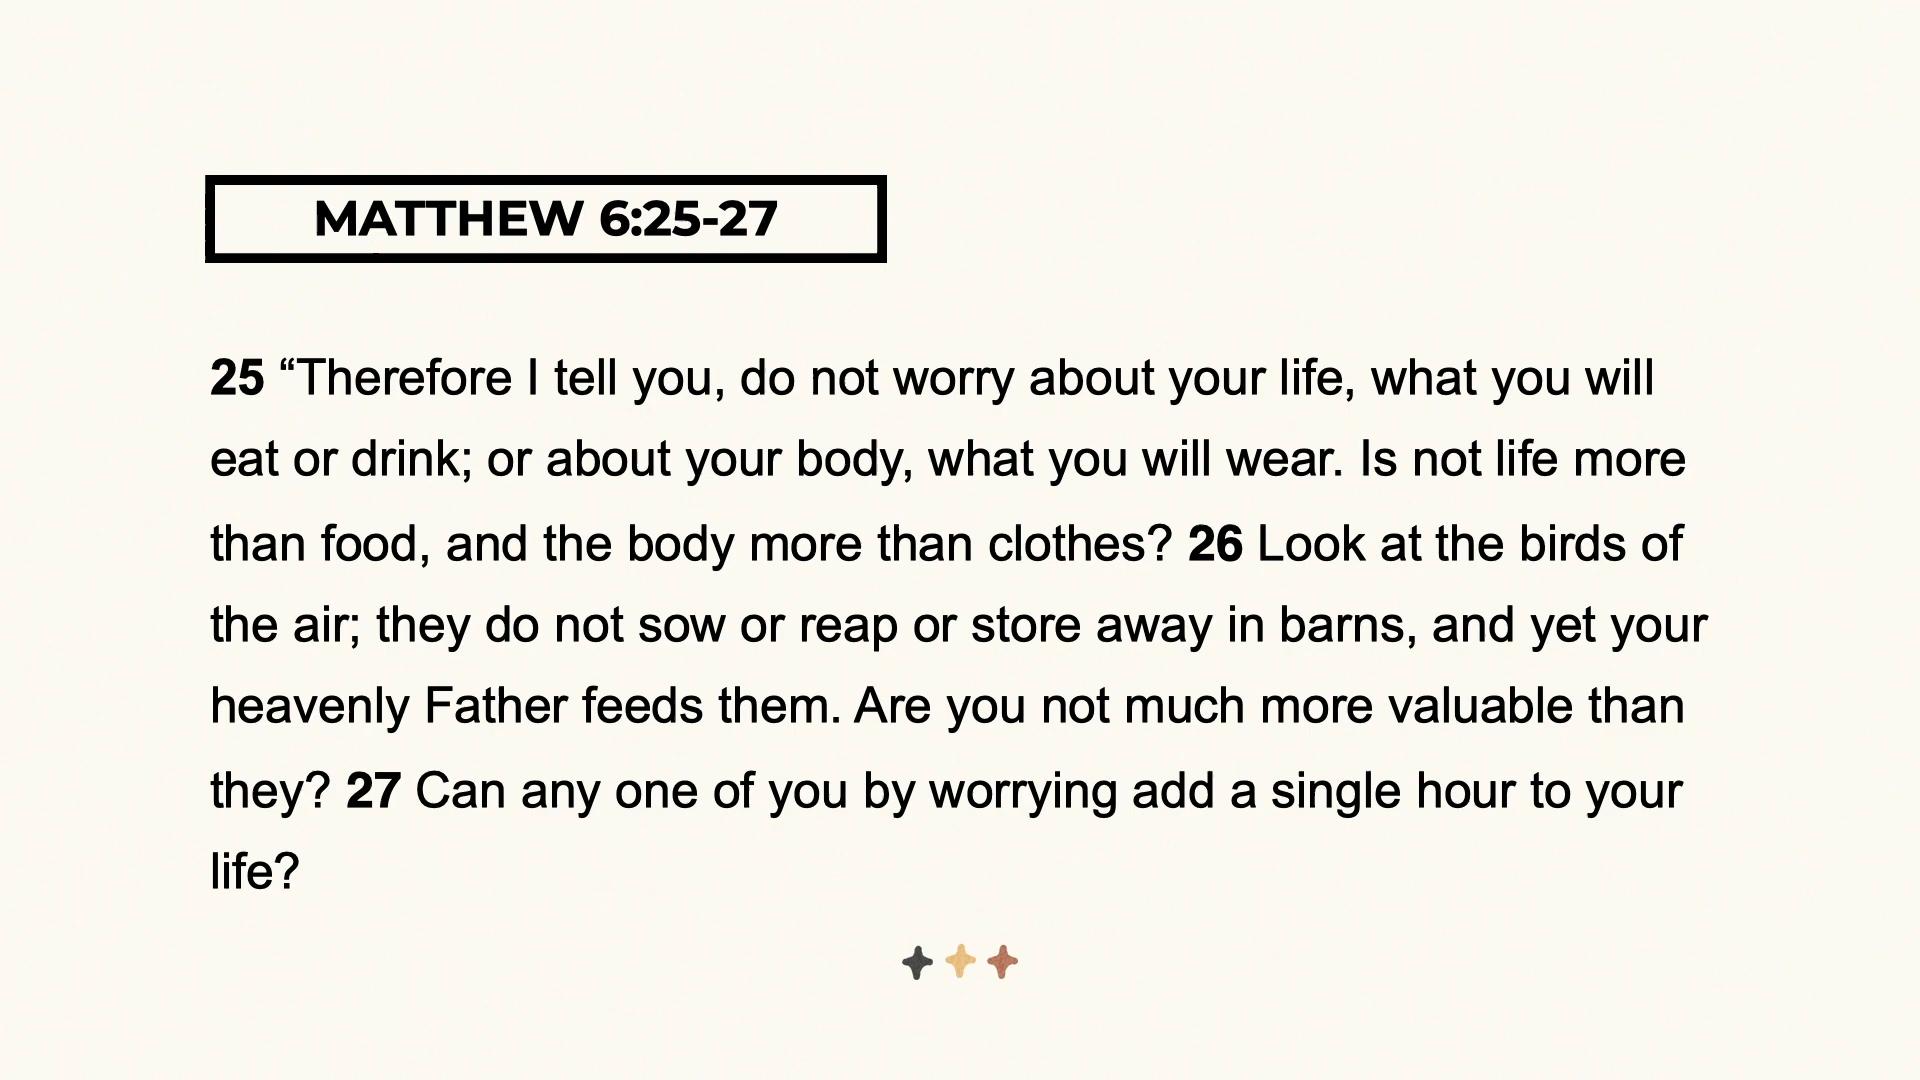 MATTHEW 6:25-27
25 “Therefore I tell you, do not worry about your life, what you will
eat or drink; or about your body, what you will wear. Is not life more
than food, and the body more than clothes? 26 Look at the birds of
the air; they do not sow or reap or store away in barns, and yet your
heavenly Father feeds them. Are you not much more valuable than
they? 27 Can any one of you by worrying add a single hour to your
life?